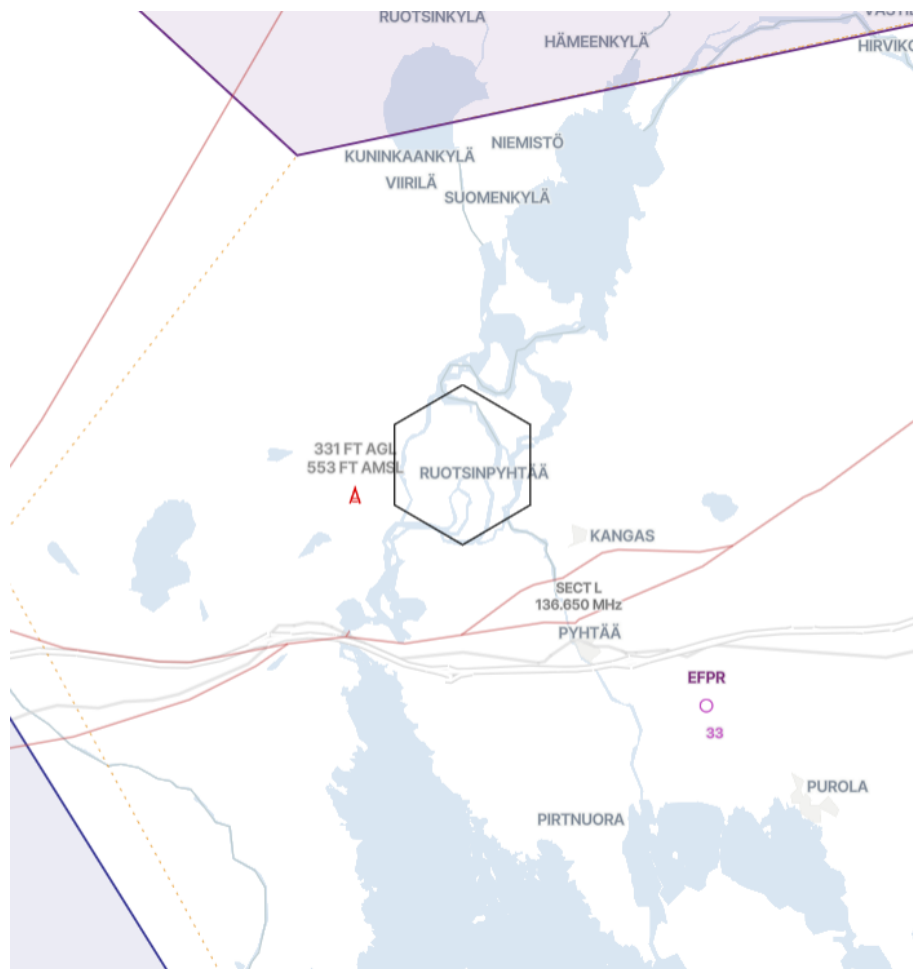 RUOTSINKYLÄ
HÄMEENKYLÄ
NIEMISTÖ
KUNINKAANKYLÄ
VIIRILÄ
SUOMENKYLÄ
331 FT AGL
553 FT AMSL
RUOTSINPYHTÄÄ
KANGAS
SECT L
136.650 MHz
PYHTÄÄ
EFPR
33
PUROLA
PIRTNUORA